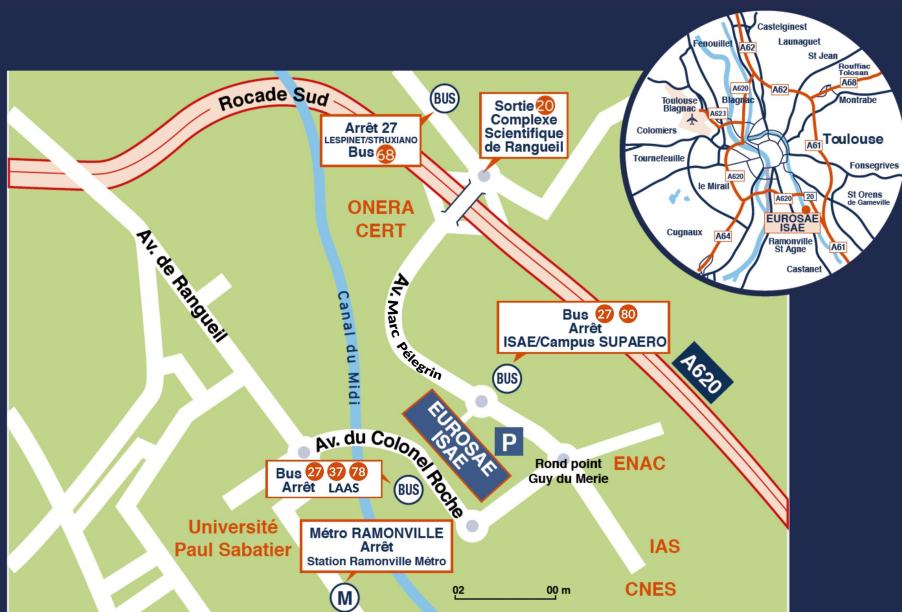 Rocade Sud
BUS
Arrêt 27
LESPINET/STRIXIANO
Bus 68
Sortie 20
Complexe
Scientifique
de Rangueil
ONERA
CERT
Av. de Rangueil
Canal du Midi
Av. Marc Pélegrin
Bus 27 80
Arrêt
ISAE/Campus SUPAERO
BUS
A620
EUROSAE
ISAE
P
Av. du Colonel Roche
Rond point
Guy du Merie
ENAC
Bus 27 37 78
Arrêt LAAS
BUS
Université
Paul Sabatier
Métro RAMONVILLE
Arrêt
Station Ramonville Métro
M
IAS
CNES
02 00 m
Castelginest
Fenouillet
A62
Launaguet
St Jean
Rouffiac
Tolosan
A68
A620
Blagnac
A62
Montrabe
Toulouse
Blagnac
A621
Colomiers
Toulouse
A61
Tournefeuille
Fonsegrives
A620
le Mirail
A620
20
St Orens
de Gameville
EUROSAE
ISAE
Cugnaux
A64
Ramonville
St Agne
A61
Castanet